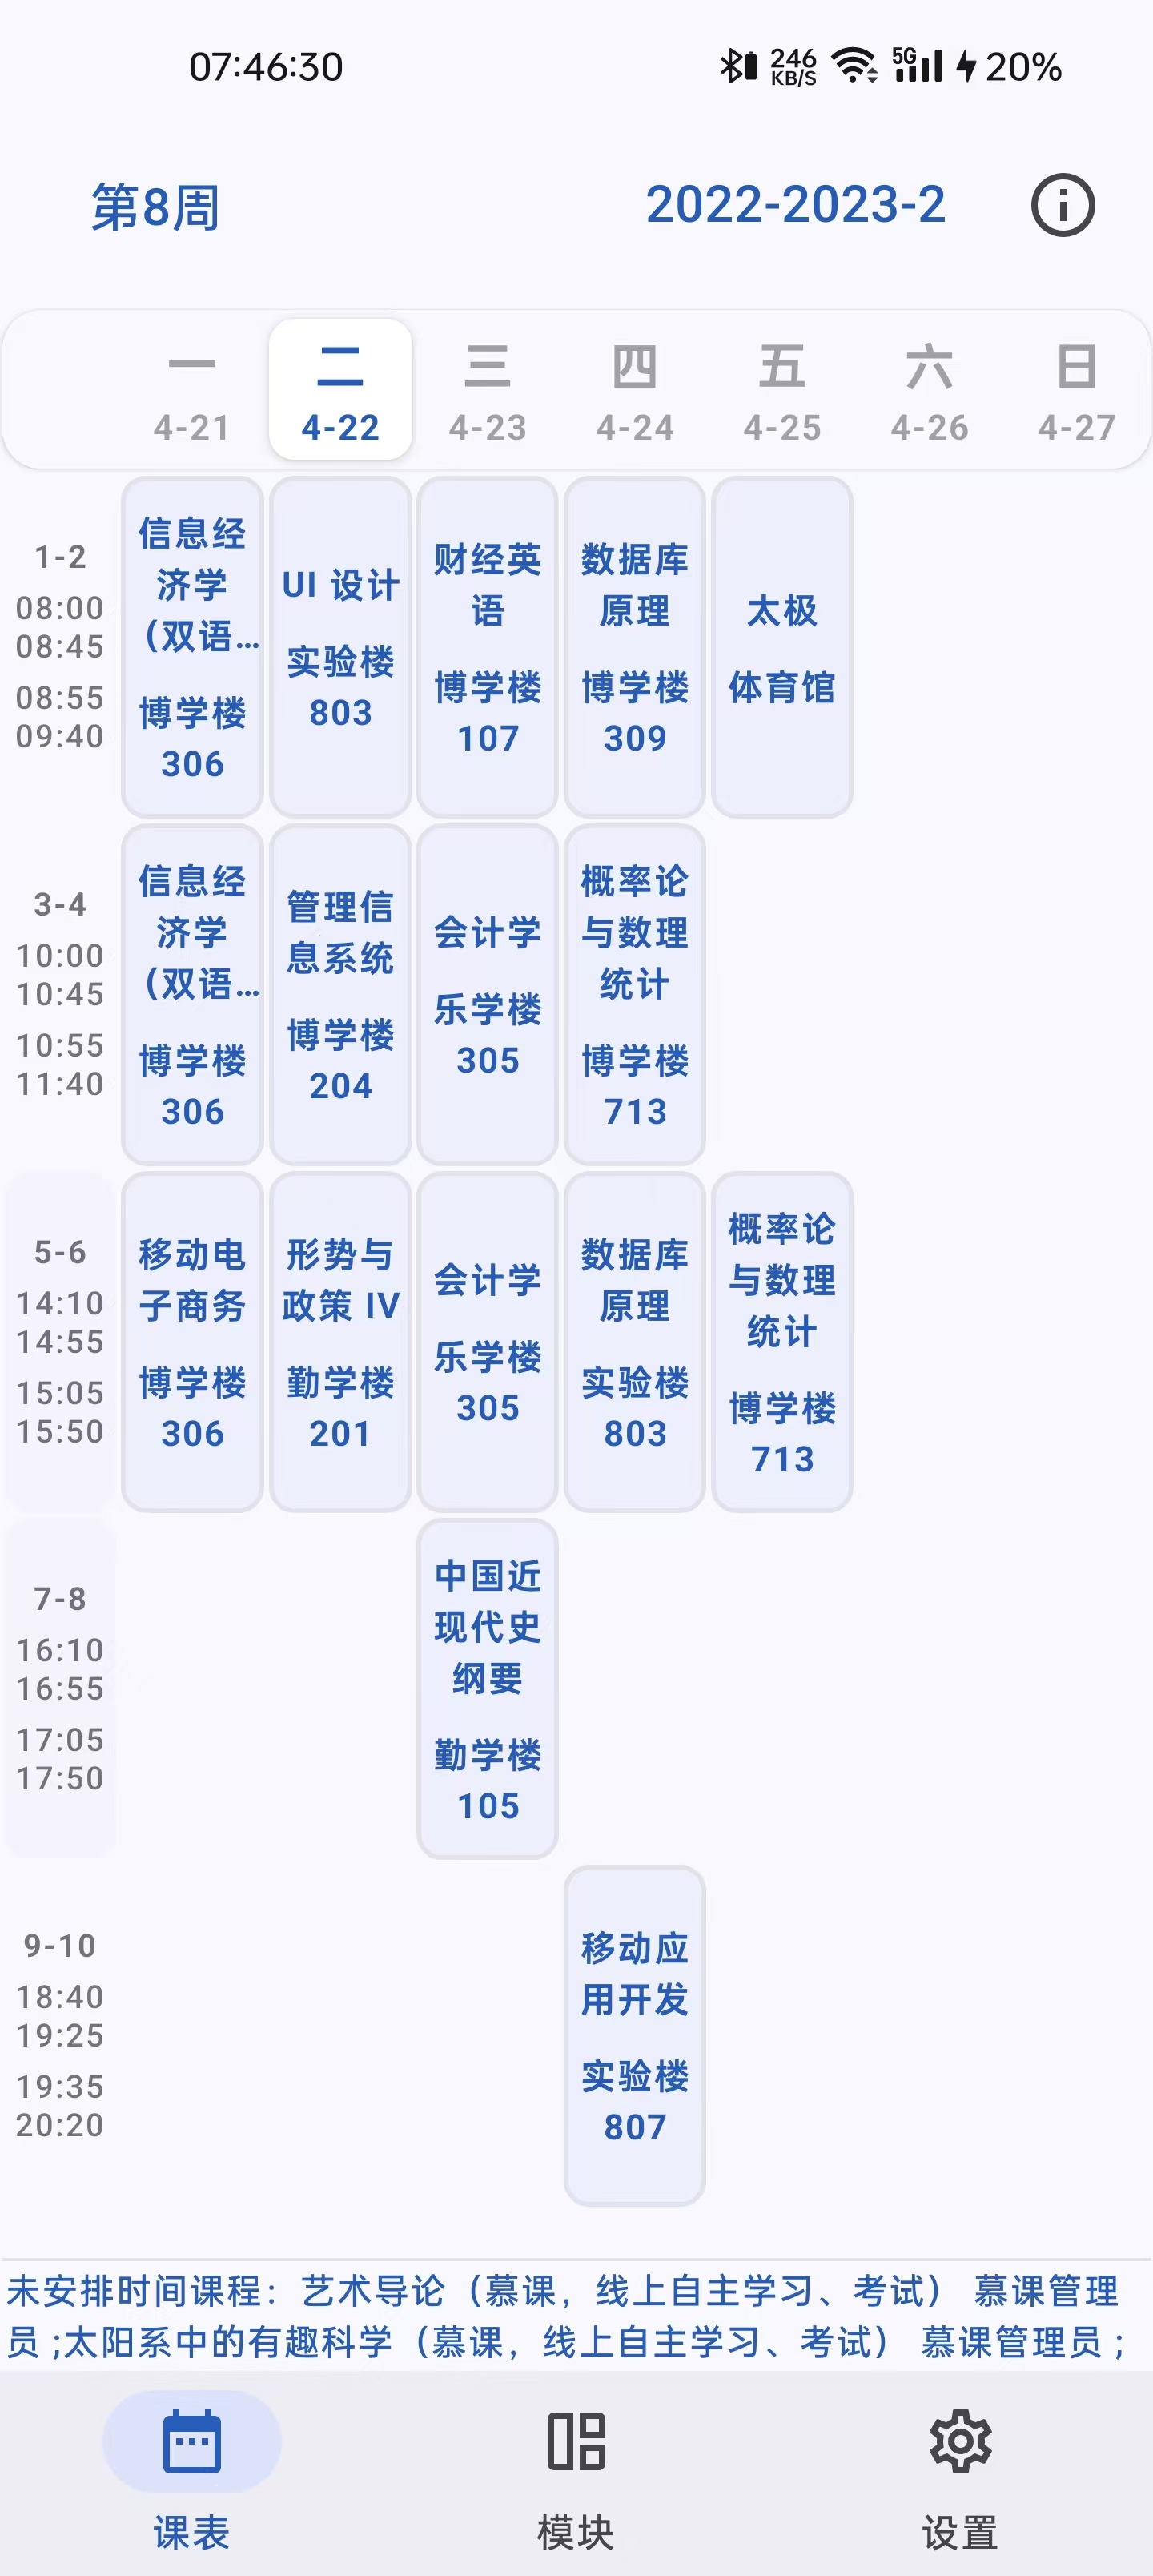 07:46:30 246 KB/S 5G 20%
第8周 2022-2023-2
一 二 三 四 五 六 日
4-21 4-22 4-23 4-24 4-25 4-26 4-27
1-2
08:00
08:45
08:55
09:40
信息经
济学
（双语...
博学楼
306
UI 设计
实验楼
803
财经英
语
博学楼
107
数据库
原理
博学楼
309
太极
体育馆
3-4
10:00
10:45
10:55
11:40
信息经
济学
（双语...
博学楼
306
管理信
息系统
博学楼
204
会计学
乐学楼
305
概率论
与数理
统计
博学楼
713
5-6
14:10
14:55
15:05
15:50
移动电
子商务
博学楼
306
形势与
政策 IV
勤学楼
201
会计学
乐学楼
305
数据库
原理
实验楼
803
概率论
与数理
统计
博学楼
713
7-8
16:10
16:55
17:05
17:50
中国近
现代史
纲要
勤学楼
105
9-10
18:40
19:25
19:35
20:20
移动应
用开发
实验楼
807
未安排时间课程：艺术导论（慕课，线上自主学习、考试） 慕课管理
员 ;太阳系中的有趣科学（慕课，线上自主学习、考试） 慕课管理员 ;
课表 模块 设置